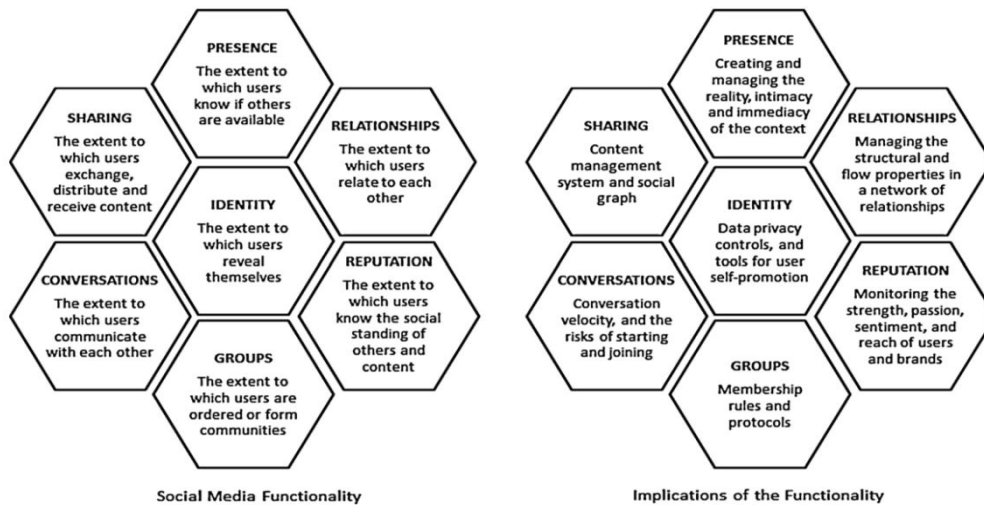 PRESENCE
The extent to
which users
know if others
are available
SHARING
The extent to
which users
exchange,
distribute and
receive content
RELATIONSHIPS
The extent to
which users
relate to each
other
IDENTITY
The extent to
which users
reveal
themselves
CONVERSATIONS
The extent to
which users
communicate
with each other
REPUTATION
The extent to
which users
know the social
standing of
others and
content
GROUPS
The extent to
which users are
ordered or form
communities
Social Media Functionality
PRESENCE
Creating and
managing the
reality, intimacy
and immediacy
of the context
SHARING
Content
management
system and social
graph
RELATIONSHIPS
Managing the
structural and
flow properties in
a network of
relationships
IDENTITY
Data privacy
controls, and
tools for user
self-promotion
CONVERSATIONS
Conversation
velocity, and the
risks of starting
and joining
REPUTATION
Monitoring the
strength, passion,
sentiment, and
reach of users
and brands
GROUPS
Membership
rules and
protocols
Implications of the Functionality